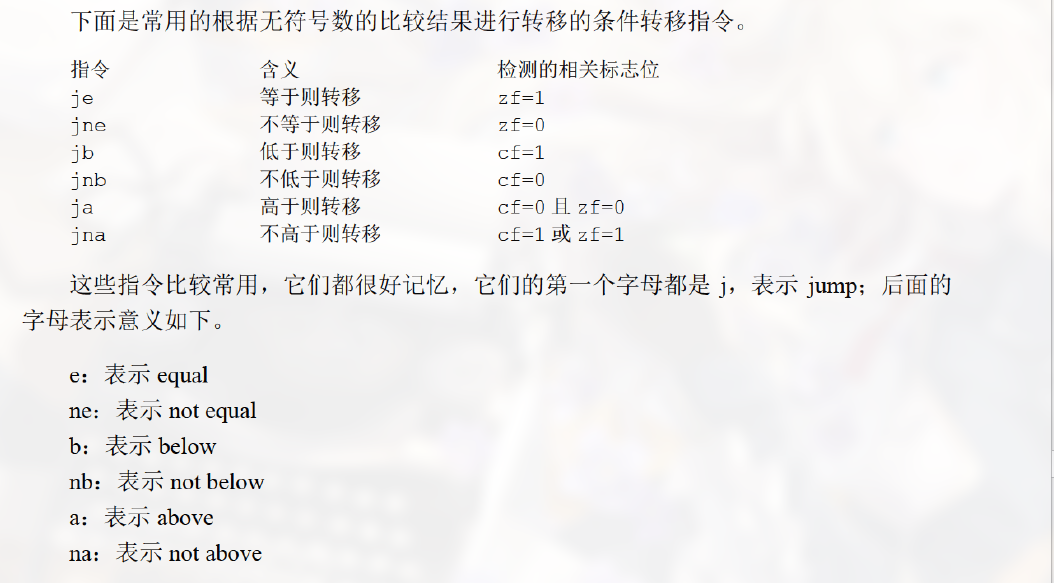 下面是常用的根据无符号数的比较结果进行转移的条件转移指令。
指令 含义 检测的相关标志位
je 等于则转移 zf=1
jne 不等于则转移 zf=0
jb 低于则转移 cf=1
jnb 不低于则转移 cf=0
ja 高于则转移 cf=0 且 zf=0
jna 不高于则转移 cf=1 或 zf=1
这些指令比较常用，它们都很好记忆，它们的第一个字母都是 j，表示 jump；后面的
字母表示意义如下。
e：表示 equal
ne：表示 not equal
b：表示 below
nb：表示 not below
a：表示 above
na：表示 not above